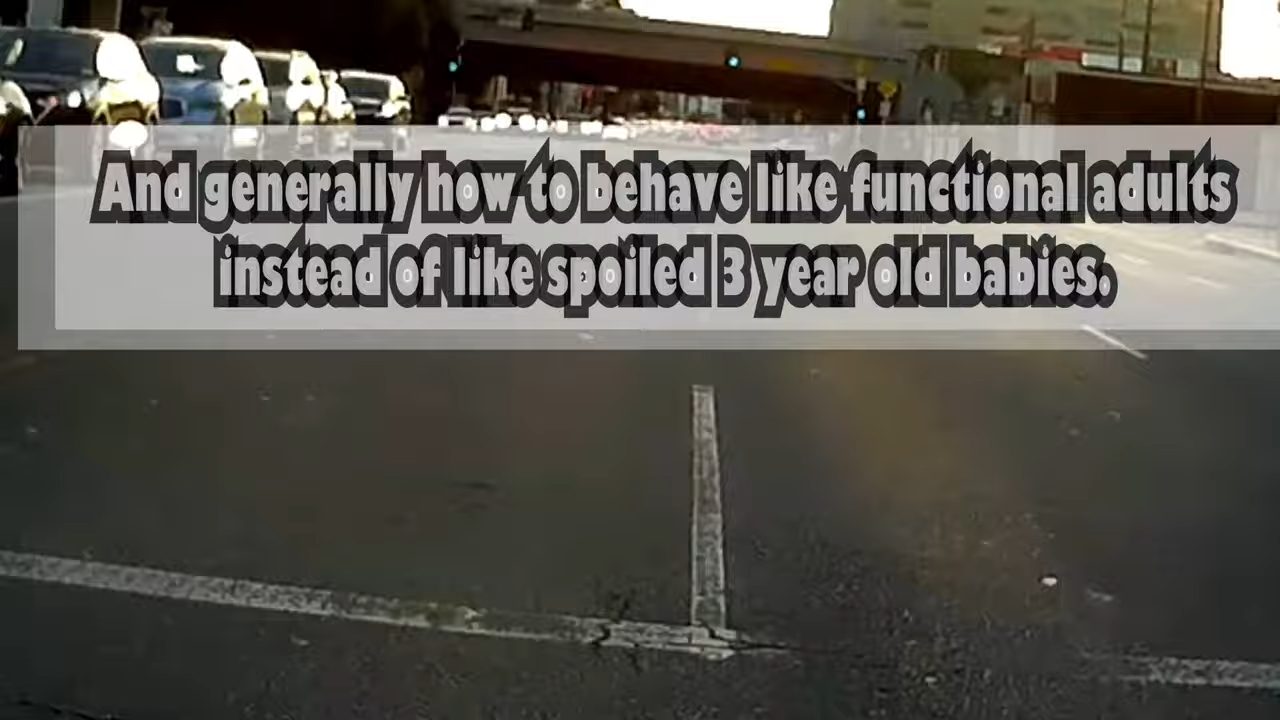 And generally how to behave like functional adults
instead of like spoiled 3 year old babies.